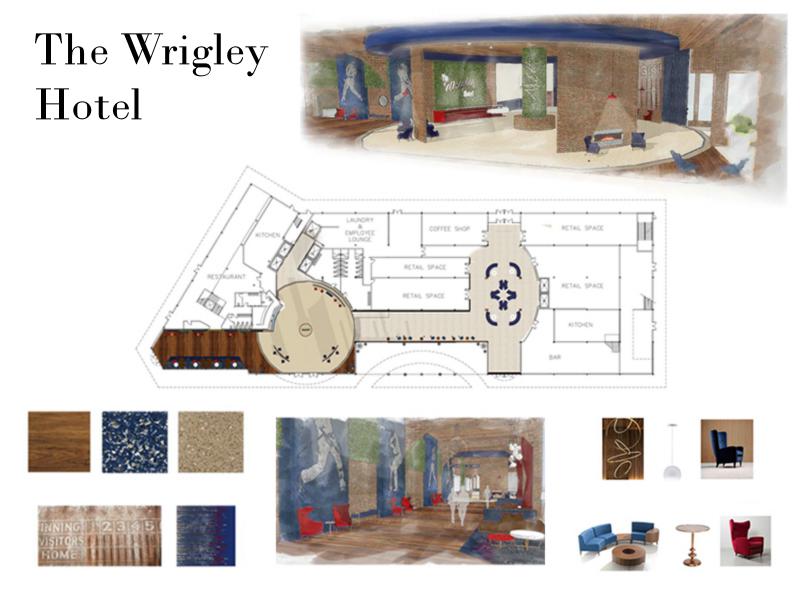 The Wrigley
Hotel
KITCHEN
LAUNDRY
&
EMPLOYEE
LOUNGE
COFFEE SHOP
RETAIL SPACE
RESTAURANT
RETAIL SPACE
RETAIL SPACE
RETAIL SPACE
KITCHEN
BAR
INNING 1 2 3 4 5
VISITORS
HOME